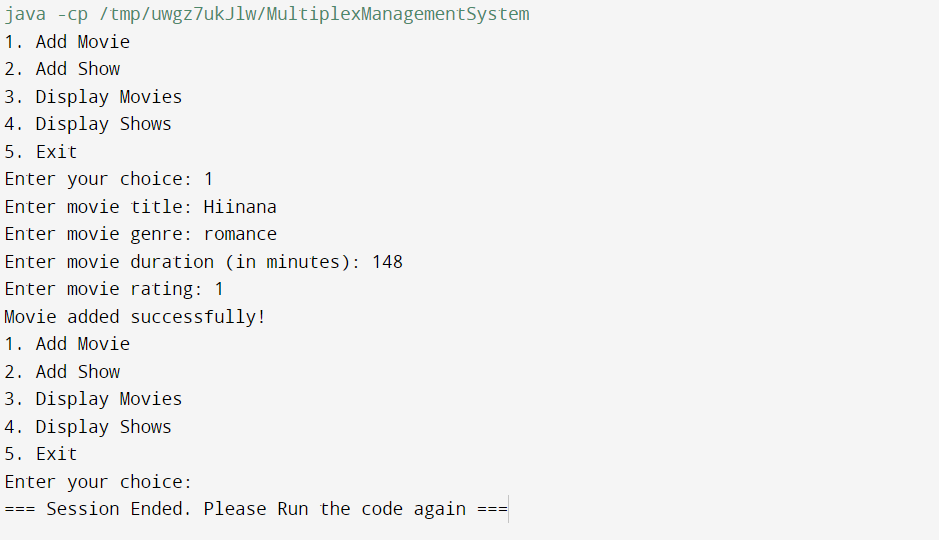 java -cp /tmp/uwgz7ukJlw/MultiplexManagementSystem
1. Add Movie
2. Add Show
3. Display Movies
4. Display Shows
5. Exit
Enter your choice: 1
Enter movie title: Hiinana
Enter movie genre: romance
Enter movie duration (in minutes): 148
Enter movie rating: 1
Movie added successfully!
1. Add Movie
2. Add Show
3. Display Movies
4. Display Shows
5. Exit
Enter your choice:
=== Session Ended. Please Run the code again ===